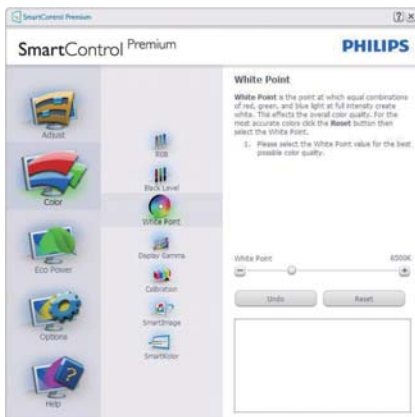 SmartControl Premium
SmartControl Premium
PHILIPS
Adjust
Color
Eco Power
Options
Help
RGB
Black Level
White Point
Display Gamma
Calibration
SmartImage
SmartKolor
White Point
White Point is the point at which equal combinations
of red, green, and blue light at full intensity create
white. This effects the overall color quality. For the
most accurate colors click the Reset button then
select the White Point.
1. Please select the White Point value for the best
possible color quality.
White Point 6500K
Undo Reset